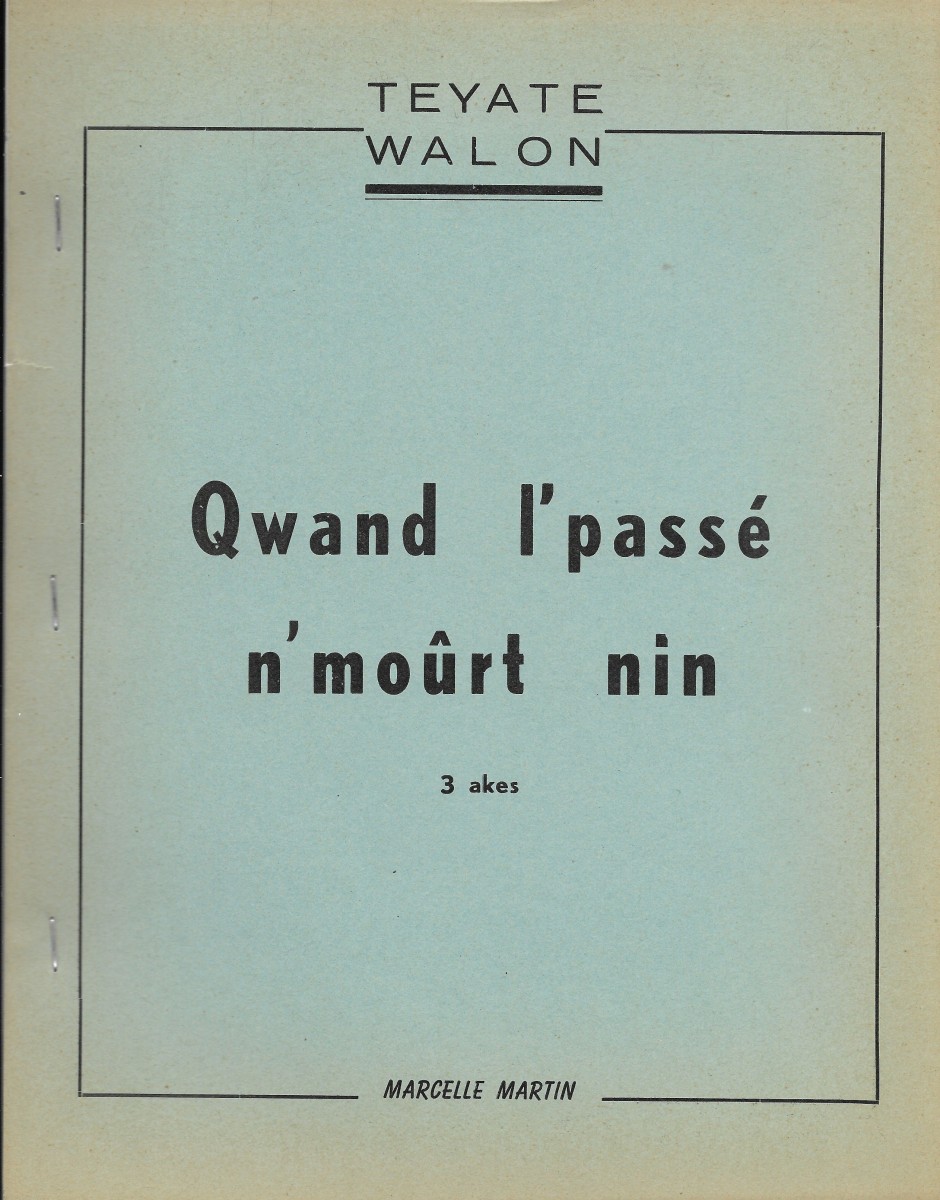 TEYATE
WALON
Qwand l'passé
n'moûrt nin
3 akes
MARCELLE MARTIN